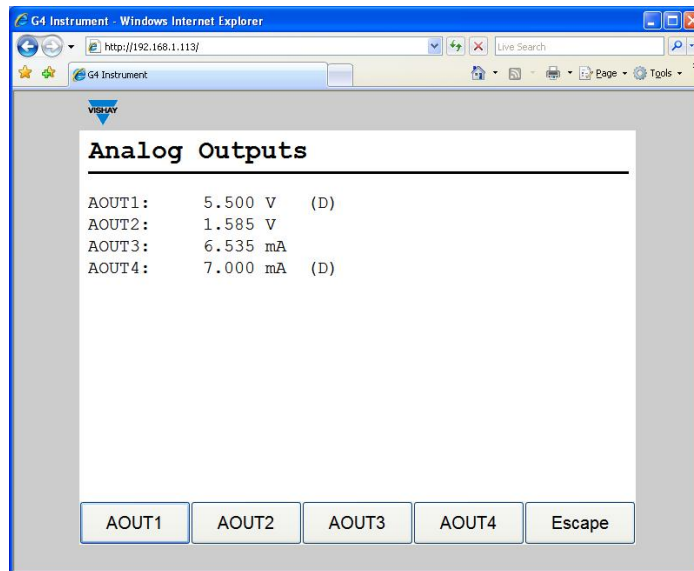 G4 Instrument - Windows Internet Explorer
http://192.168.1.113/
Live Search
G4 Instrument
Page
Tools
VISHAY
Analog Outputs
AOUT1: 5.500 V (D)
AOUT2: 1.585 V
AOUT3: 6.535 mA
AOUT4: 7.000 mA (D)
AOUT1 AOUT2 AOUT3 AOUT4 Escape